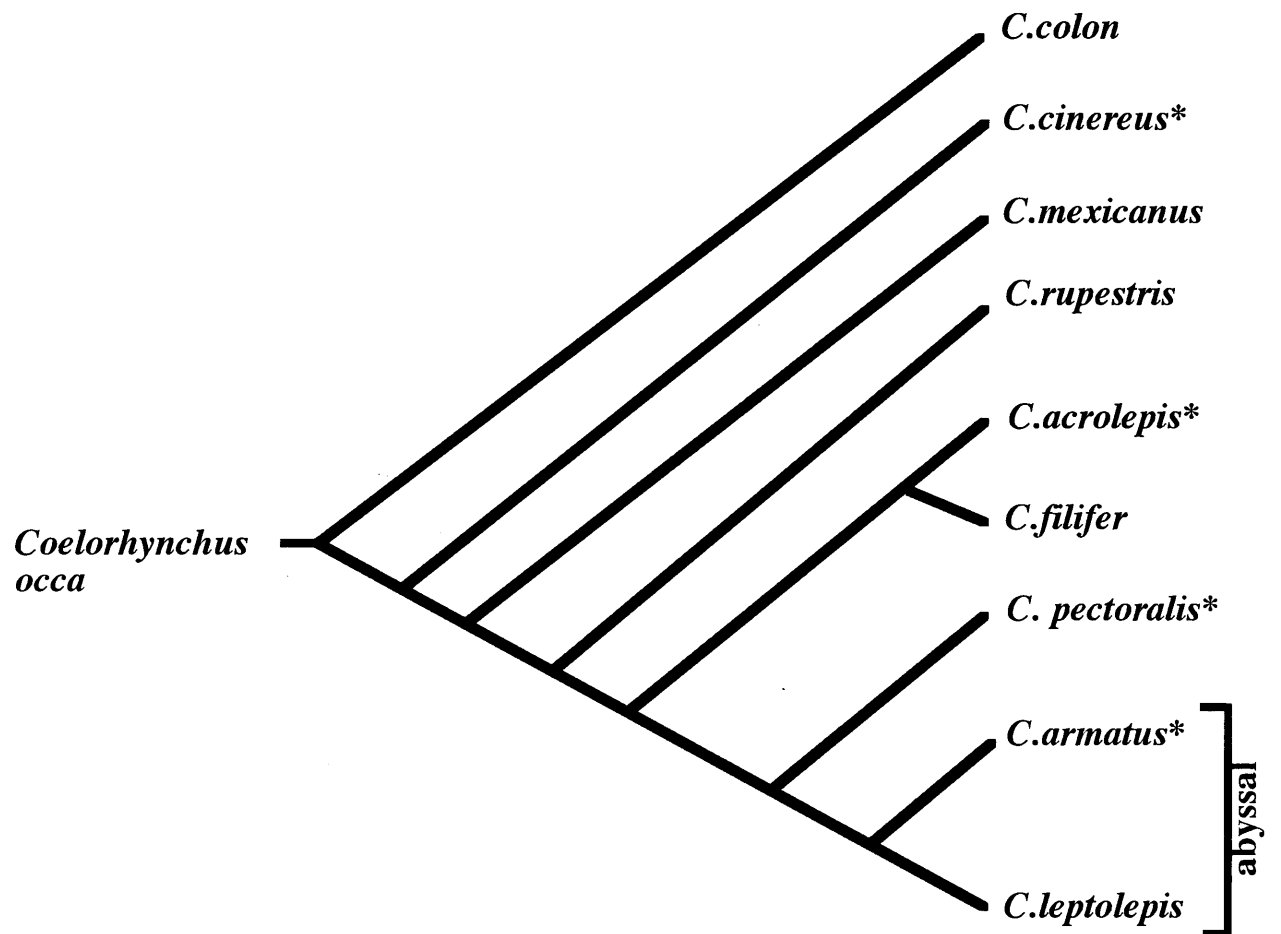 C.colon
C.cinereus*
C.mexicanus
C.rupestris
C.acrolepis*
C.filifer
Coelorhynchus
occa
C. pectoralis*
C.armatus*
abyssal
C.leptolepis